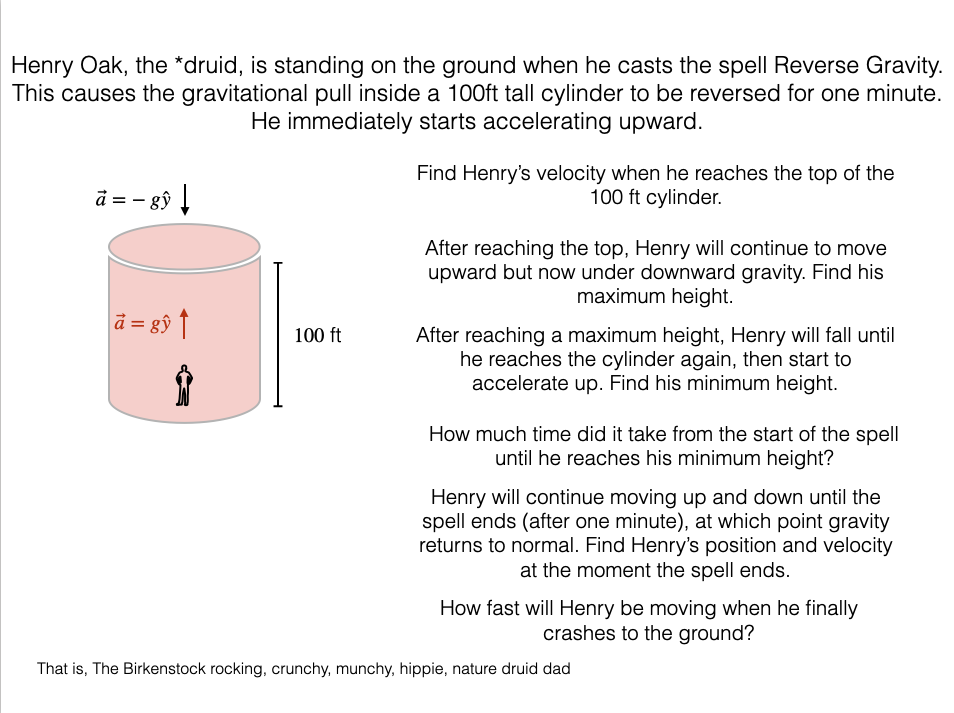 Henry Oak, the *druid, is standing on the ground when he casts the spell Reverse Gravity.
This causes the gravitational pull inside a 100ft tall cylinder to be reversed for one minute.
He immediately starts accelerating upward.
Find Henry’s velocity when he reaches the top of the
100 ft cylinder.
a⃗ = − gŷ
After reaching the top, Henry will continue to move
upward but now under downward gravity. Find his
maximum height.
a⃗ = gŷ
100 ft
After reaching a maximum height, Henry will fall until
he reaches the cylinder again, then start to
accelerate up. Find his minimum height.
How much time did it take from the start of the spell
until he reaches his minimum height?
Henry will continue moving up and down until the
spell ends (after one minute), at which point gravity
returns to normal. Find Henry’s position and velocity
at the moment the spell ends.
How fast will Henry be moving when he finally
crashes to the ground?
That is, The Birkenstock rocking, crunchy, munchy, hippie, nature druid dad